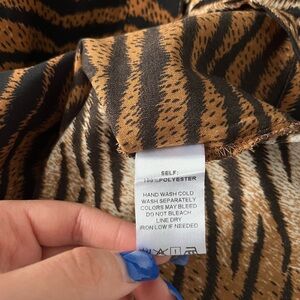 SELF:
100% POLYESTER
HAND WASH COLD
WASH SEPARATELY
COLORS MAY BLEED
DO NOT BLEACH
LINE DRY
IRON LOW IF NEEDED